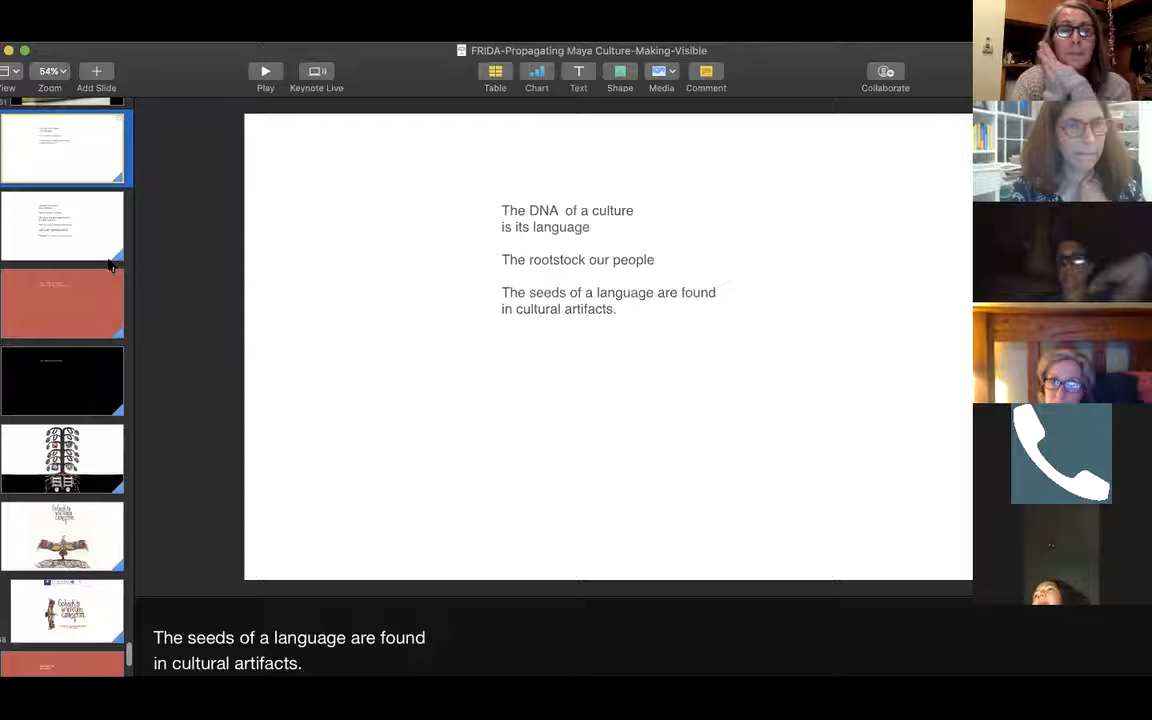 FRIDA-Propagating Maya Culture-Making-Visible
54%
View Zoom Add Slide Play Keynote Live Table Chart Text Shape Media Comment Collaborate
The DNA  of a culture
is its language
The rootstock our people
The seeds of a language are found
in cultural artifacts.
The seeds of a language are found
in cultural artifacts.